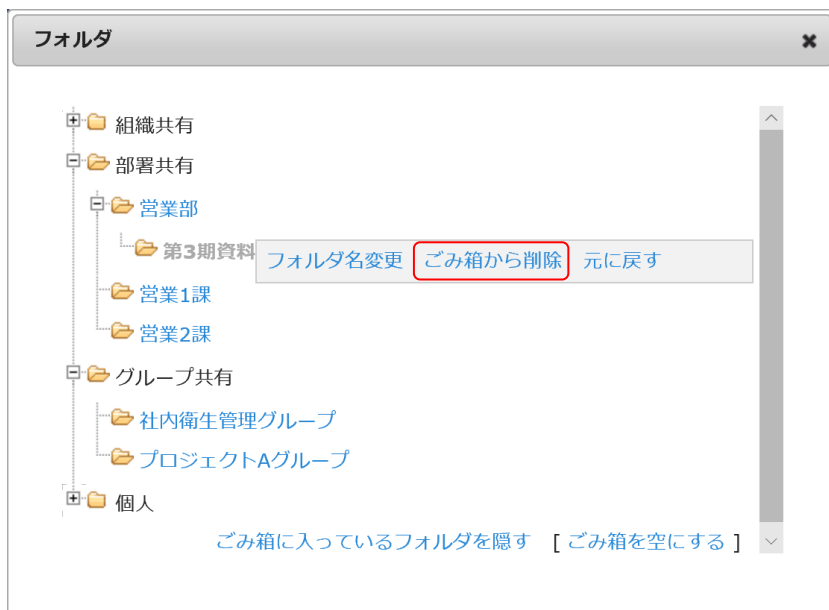 フォルダ
組織共有
部署共有
営業部
第3期資料 フォルダ名変更 ごみ箱から削除 元に戻す
営業1課
営業2課
グループ共有
社内衛生管理グループ
プロジェクトAグループ
個人
ごみ箱に入っているフォルダを隠す [ ごみ箱を空にする ]